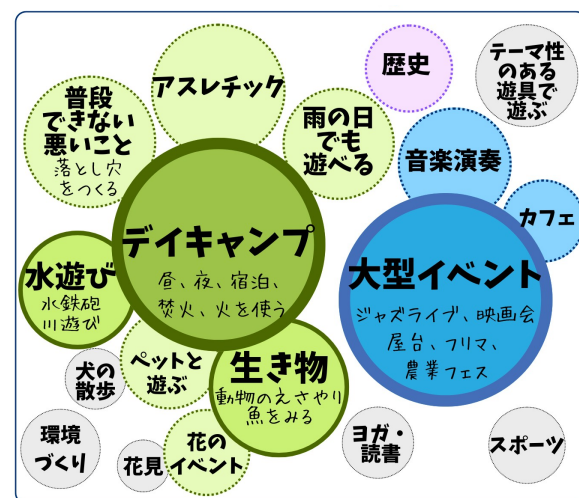 アスレチック
歴史
テーマ性
のある
遊具で
遊ぶ
普段
できない
悪いこと
落とし穴
をつくる
雨の日
でも
遊べる
音楽演奏
カフェ
デイキャンプ
昼、夜、宿泊、
焚火、火を使う
大型イベント
ジャズライブ、映画会
屋台、フリマ、
農業フェス
水遊び
水鉄砲
川遊び
ペットと
遊ぶ
生き物
動物のえさやり
魚をみる
犬の
散歩
環境
づくり
花見
花の
イベント
ヨガ・
読書
スポーツ